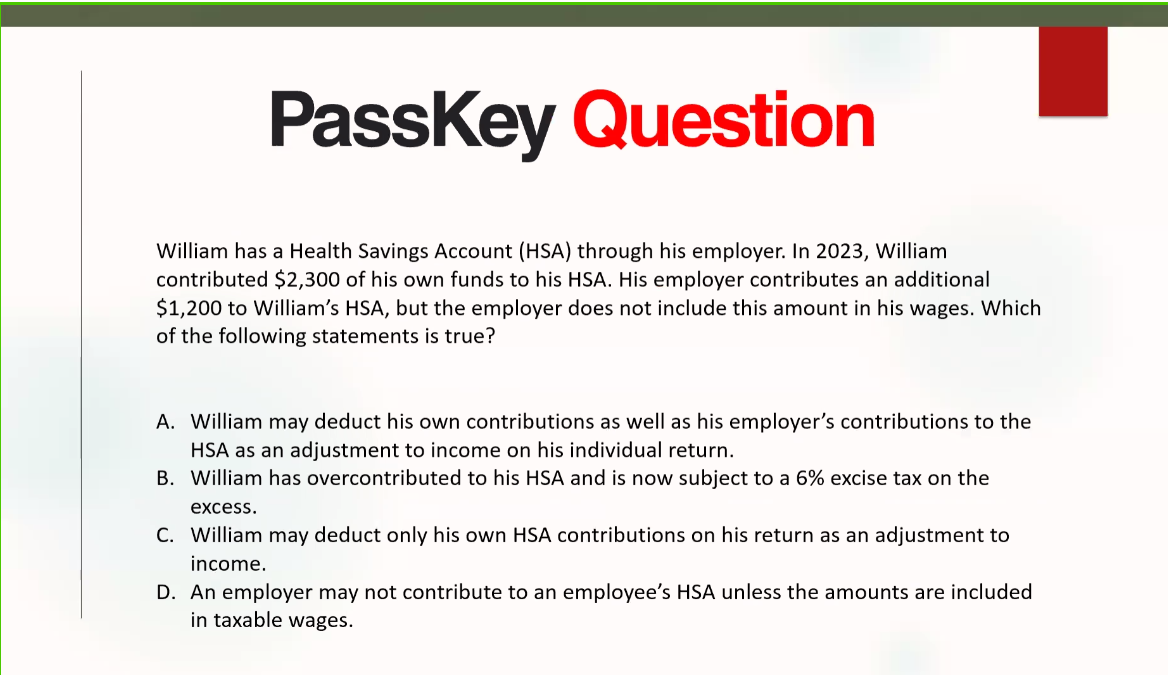 PassKey Question
William has a Health Savings Account (HSA) through his employer. In 2023, William
contributed $2,300 of his own funds to his HSA. His employer contributes an additional
$1,200 to William’s HSA, but the employer does not include this amount in his wages. Which
of the following statements is true?
A. William may deduct his own contributions as well as his employer’s contributions to the
HSA as an adjustment to income on his individual return.
B. William has overcontributed to his HSA and is now subject to a 6% excise tax on the
excess.
C. William may deduct only his own HSA contributions on his return as an adjustment to
income.
D. An employer may not contribute to an employee’s HSA unless the amounts are included
in taxable wages.